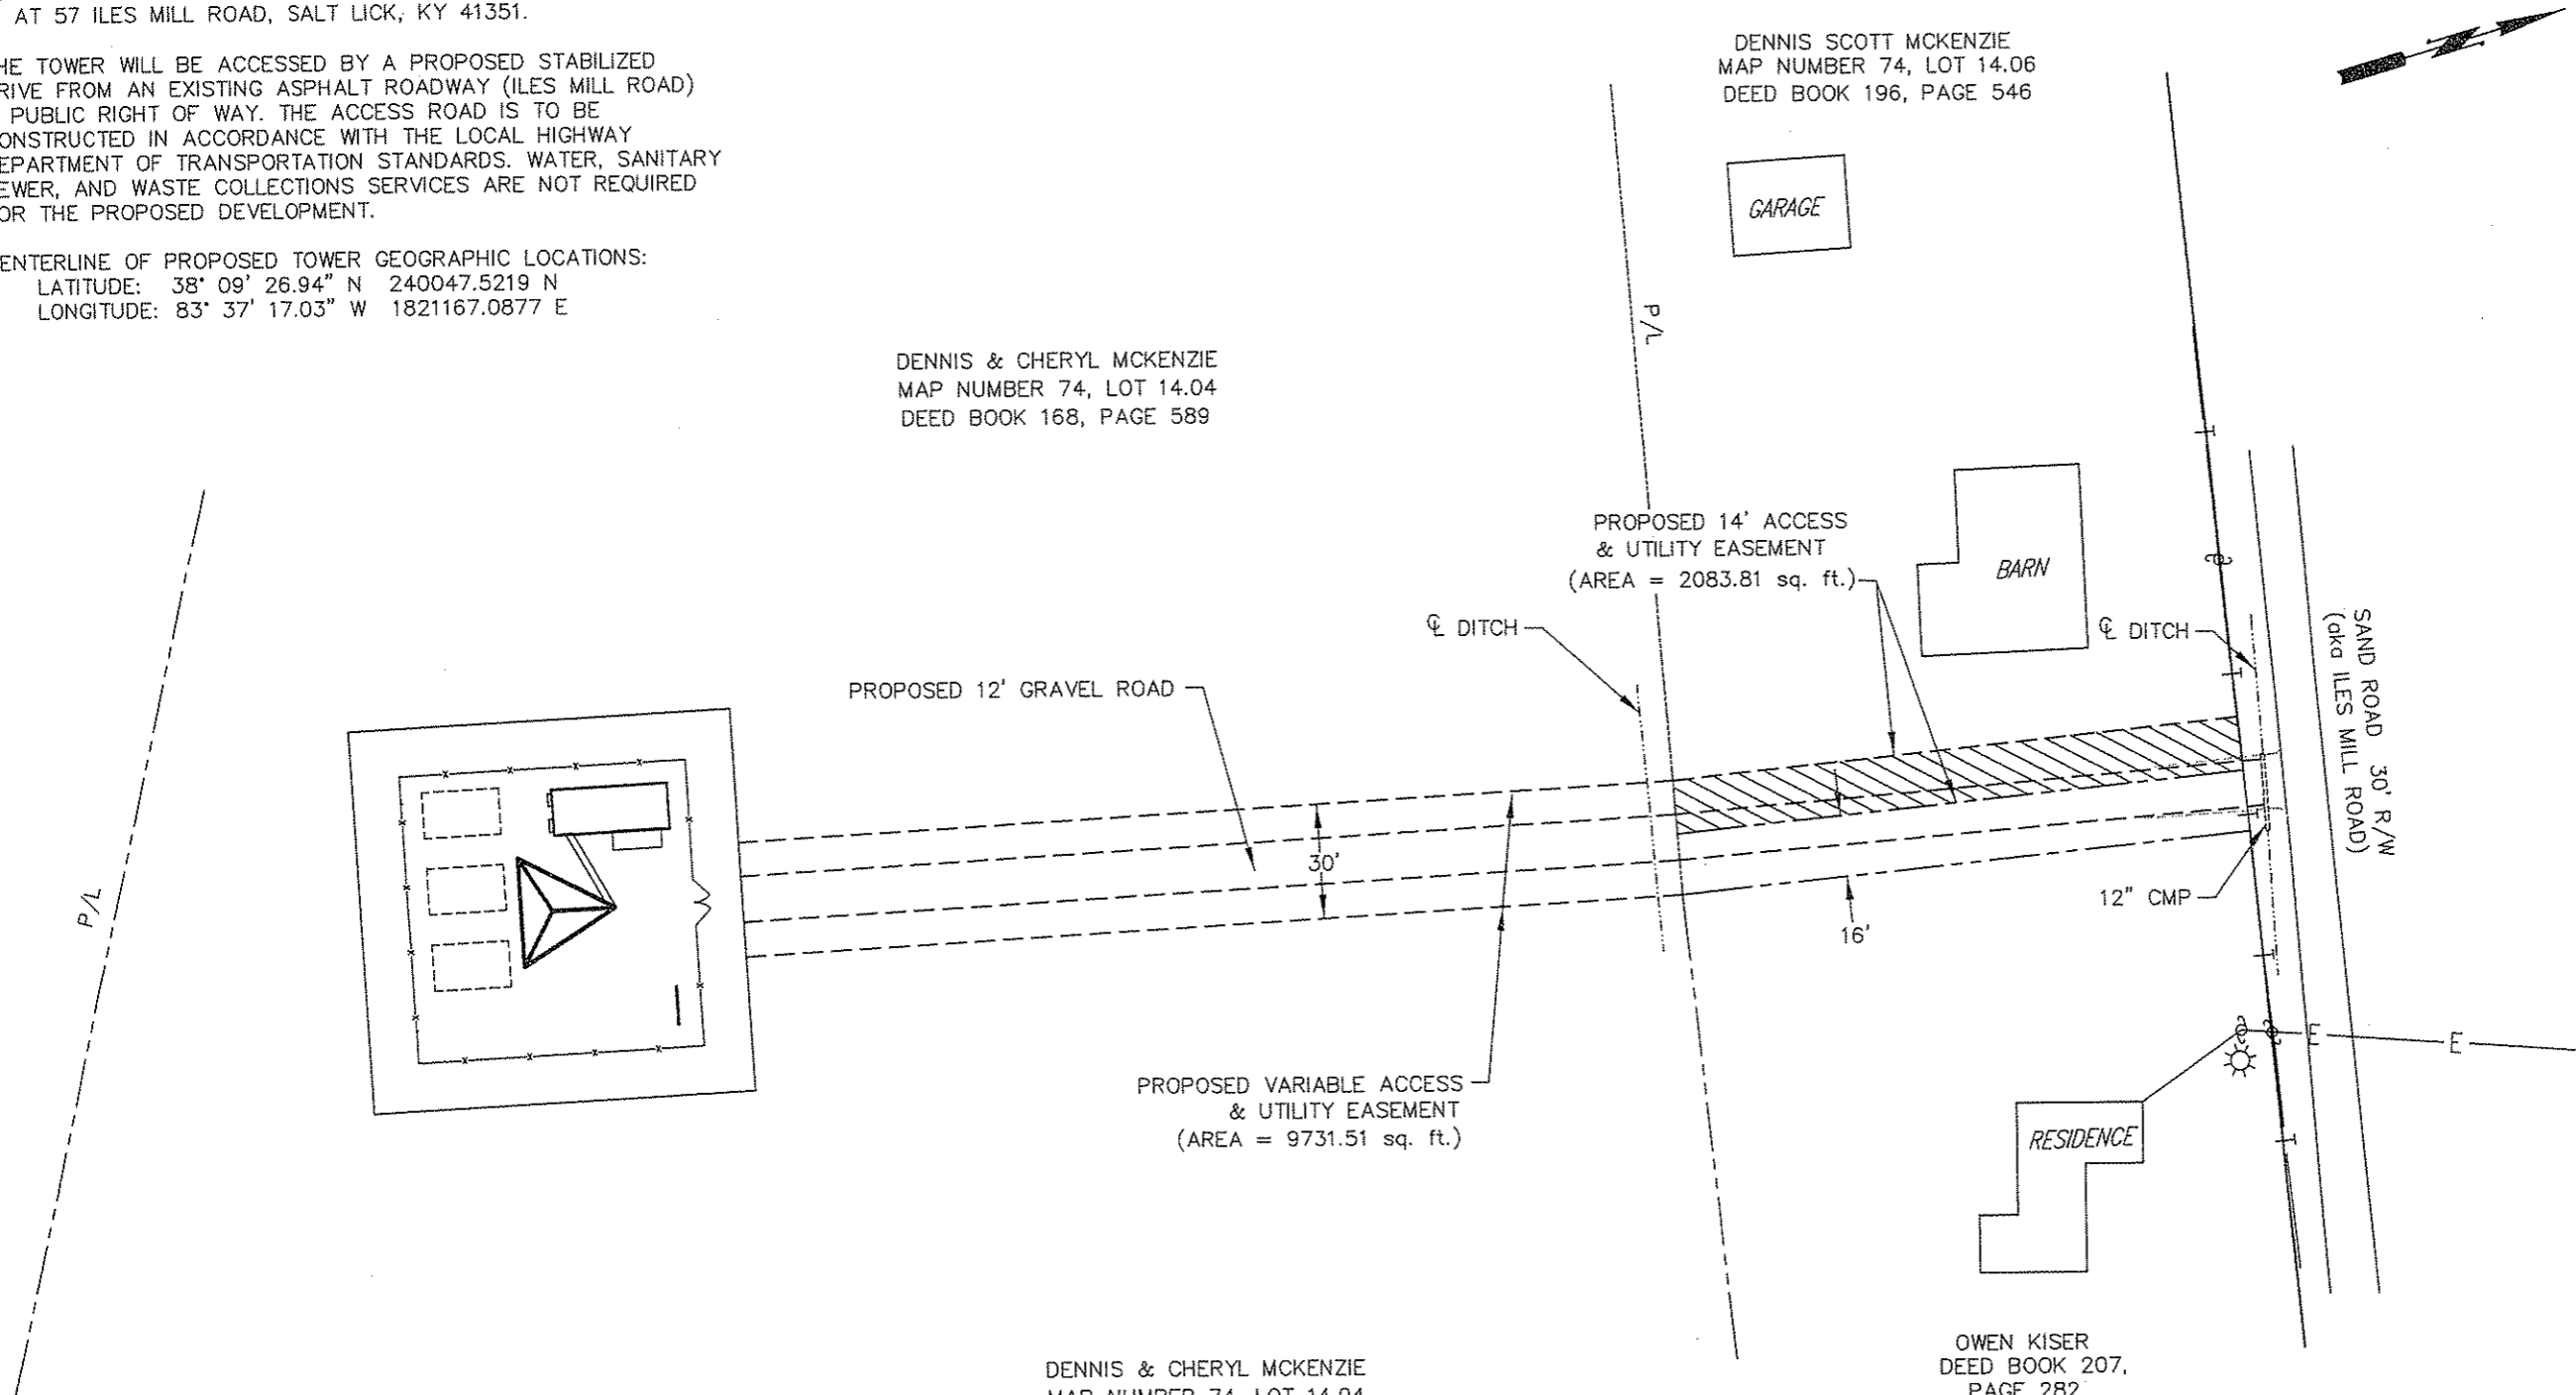 AT 57 ILES MILL ROAD, SALT LICK, KY 41351.
HE TOWER WILL BE ACCESSED BY A PROPOSED STABILIZED
RIVE FROM AN EXISTING ASPHALT ROADWAY (ILES MILL ROAD)
PUBLIC RIGHT OF WAY. THE ACCESS ROAD IS TO BE
ONSTRUCTED IN ACCORDANCE WITH THE LOCAL HIGHWAY
EPARTMENT OF TRANSPORTATION STANDARDS. WATER, SANITARY
EWER, AND WASTE COLLECTIONS SERVICES ARE NOT REQUIRED
OR THE PROPOSED DEVELOPMENT.
ENTERLINE OF PROPOSED TOWER GEOGRAPHIC LOCATIONS:
LATITUDE: 38° 09' 26.94" N 240047.5219 N
LONGITUDE: 83° 37' 17.03" W 1821167.0877 E
DENNIS SCOTT MCKENZIE
MAP NUMBER 74, LOT 14.06
DEED BOOK 196, PAGE 546
GARAGE
P/L
DENNIS & CHERYL MCKENZIE
MAP NUMBER 74, LOT 14.04
DEED BOOK 168, PAGE 589
PROPOSED 14' ACCESS
& UTILITY EASEMENT
(AREA = 2083.81 sq. ft.)
BARN
℄ DITCH
℄ DITCH
SAND ROAD 30' R/W
(aka ILES MILL ROAD)
PROPOSED 12' GRAVEL ROAD
30'
16'
12" CMP
P/L
T
T
T
T
T
E
E
PROPOSED VARIABLE ACCESS
& UTILITY EASEMENT
(AREA = 9731.51 sq. ft.)
RESIDENCE
OWEN KISER
DEED BOOK 207,
PAGE 282
DENNIS & CHERYL MCKENZIE
MAP NUMBER 74, LOT 14.04